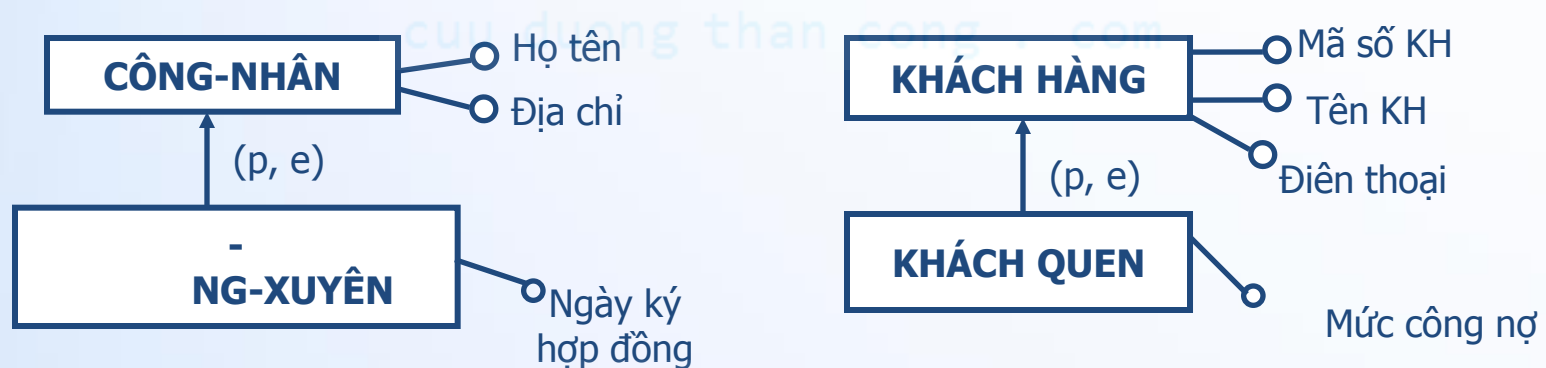 cuu duong than cong . com
CÔNG-NHÂN
Họ tên
Địa chỉ
(p, e)
-
NG-XUYÊN
Ngày ký
hợp đồng
KHÁCH HÀNG
Mã số KH
Tên KH
Điên thoại
(p, e)
KHÁCH QUEN
Mức công nợ